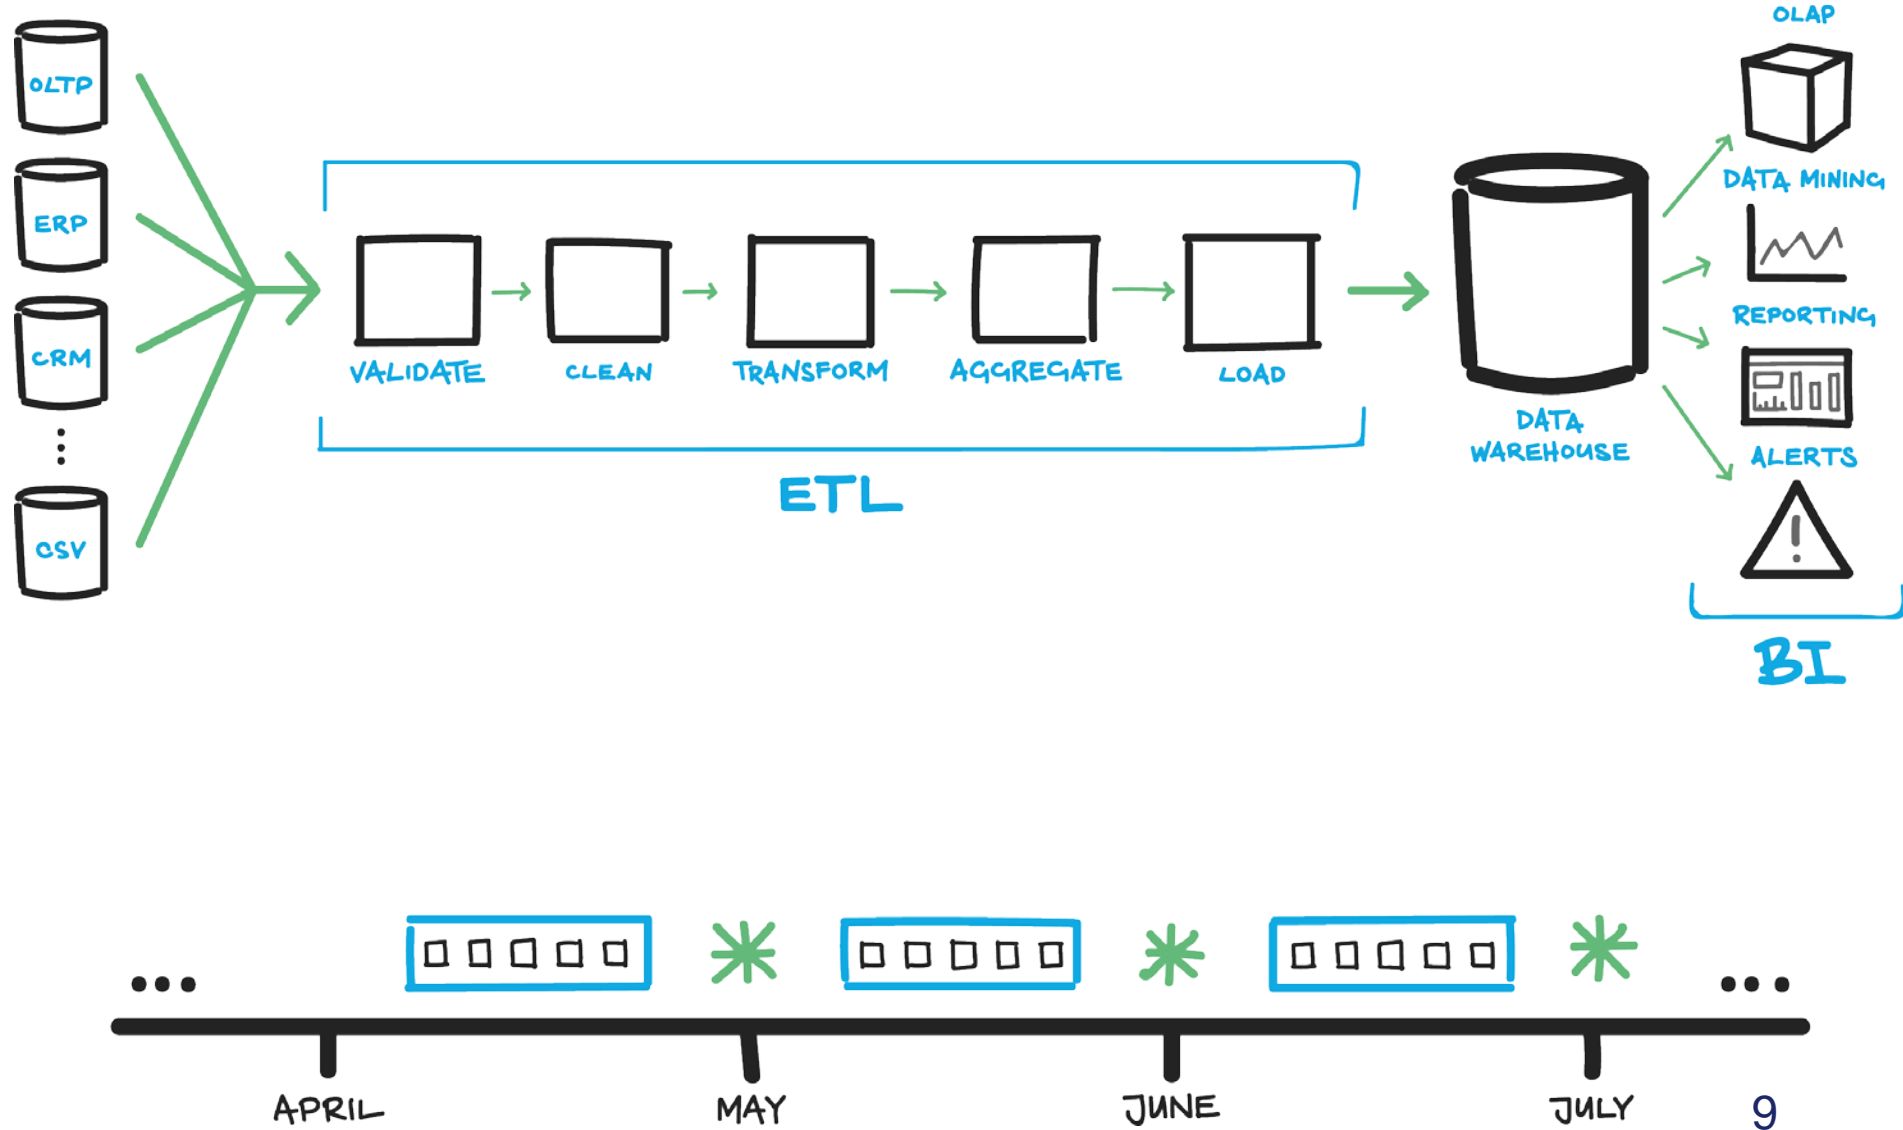 OLTP
ERP
CRM
CSV
VALIDATE
CLEAN
TRANSFORM
AGGREGATE
LOAD
ETL
DATA
WAREHOUSE
OLAP
DATA MINING
REPORTING
ALERTS
BI
APRIL
MAY
JUNE
JULY
9